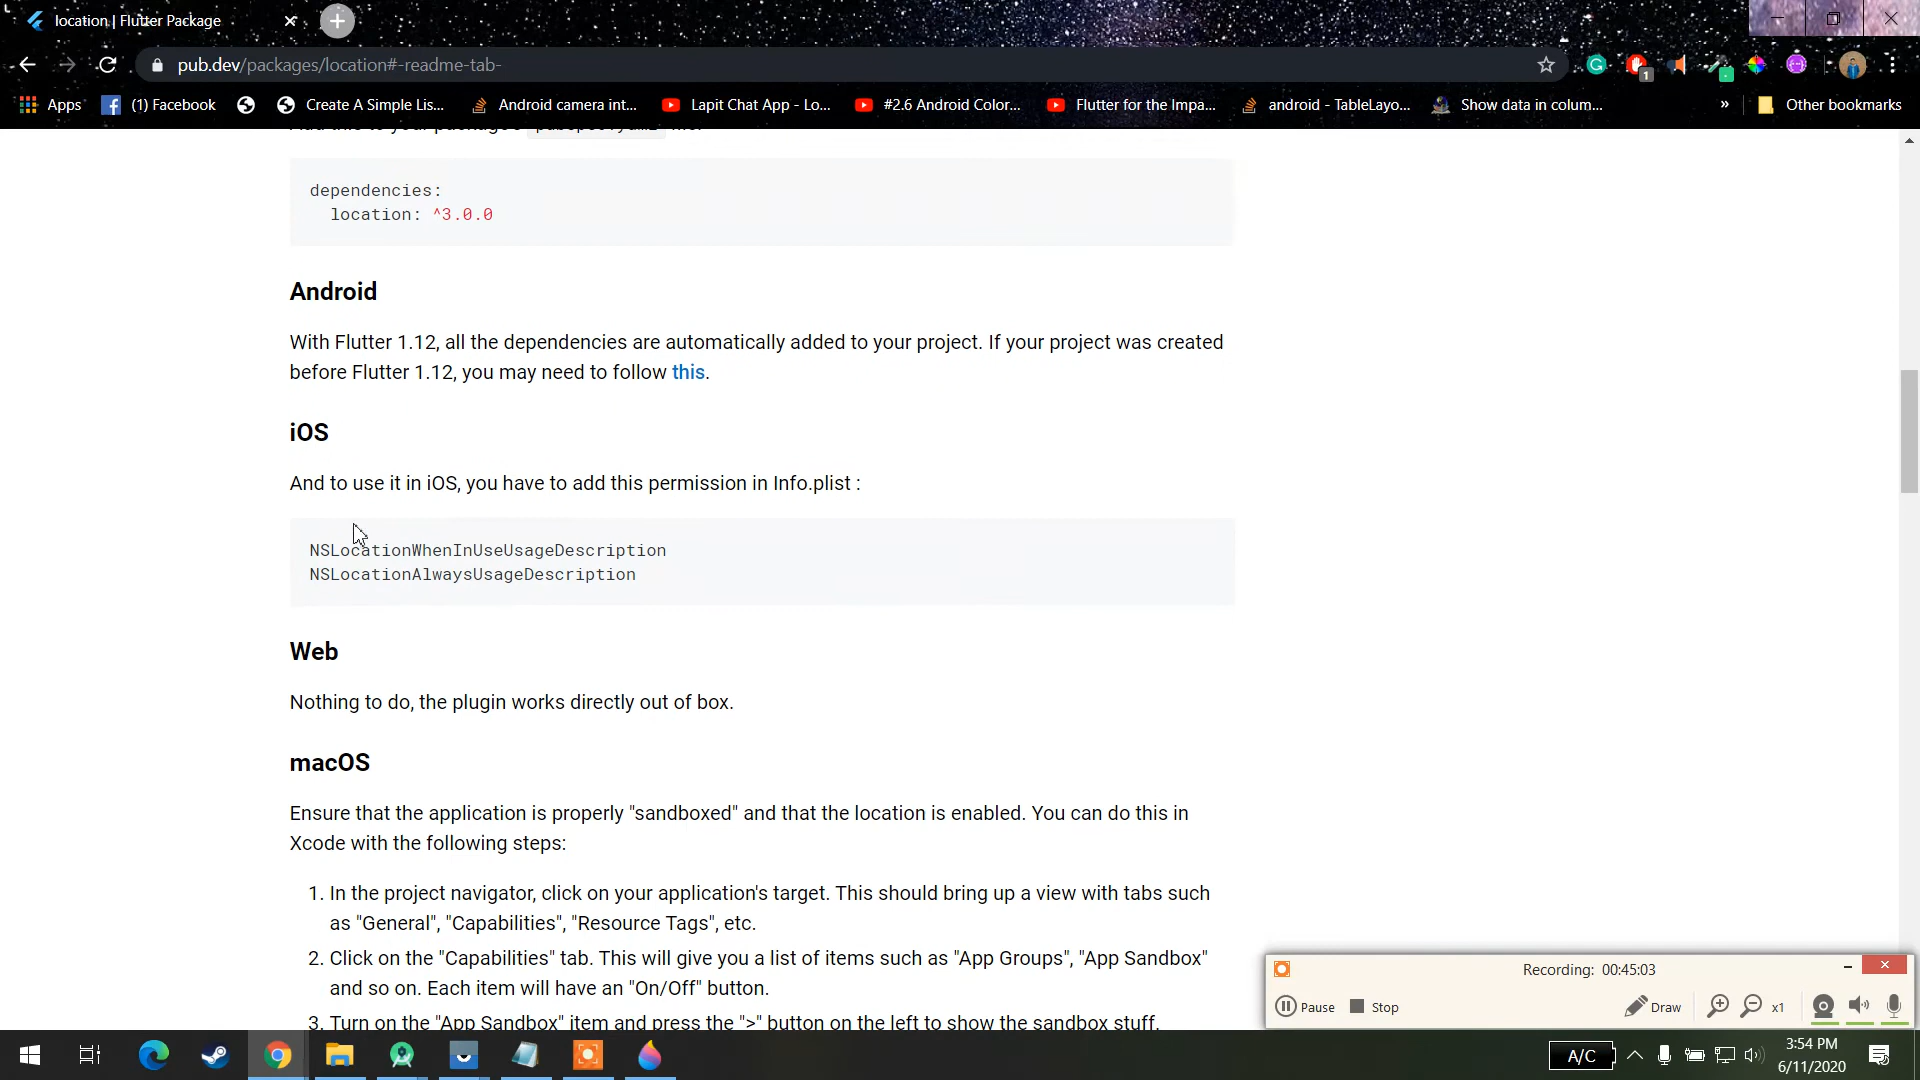 location | Flutter Package
pub.dev/packages/location#-readme-tab-
1
Apps
(1) Facebook
Create A Simple Lis...
Android camera int...
Lapit Chat App - Lo...
#2.6 Android Color...
Flutter for the Impa...
android - TableLayo...
Show data in colum...
»
Other bookmarks
dependencies:
location: ^3.0.0
Android
With Flutter 1.12, all the dependencies are automatically added to your project. If your project was created
before Flutter 1.12, you may need to follow this.
iOS
And to use it in iOS, you have to add this permission in Info.plist :
NSLocationWhenInUseUsageDescription
NSLocationAlwaysUsageDescription
Web
Nothing to do, the plugin works directly out of box.
macOS
Ensure that the application is properly "sandboxed" and that the location is enabled. You can do this in
Xcode with the following steps:
1. In the project navigator, click on your application's target. This should bring up a view with tabs such
as "General", "Capabilities", "Resource Tags", etc.
2. Click on the "Capabilities" tab. This will give you a list of items such as "App Groups", "App Sandbox"
and so on. Each item will have an "On/Off" button.
3. Turn on the "App Sandbox" item and press the ">" button on the left to show the sandbox stuff.
Recording: 00:45:03
Pause
Stop
Draw
x1
A/C
3:54 PM
6/11/2020